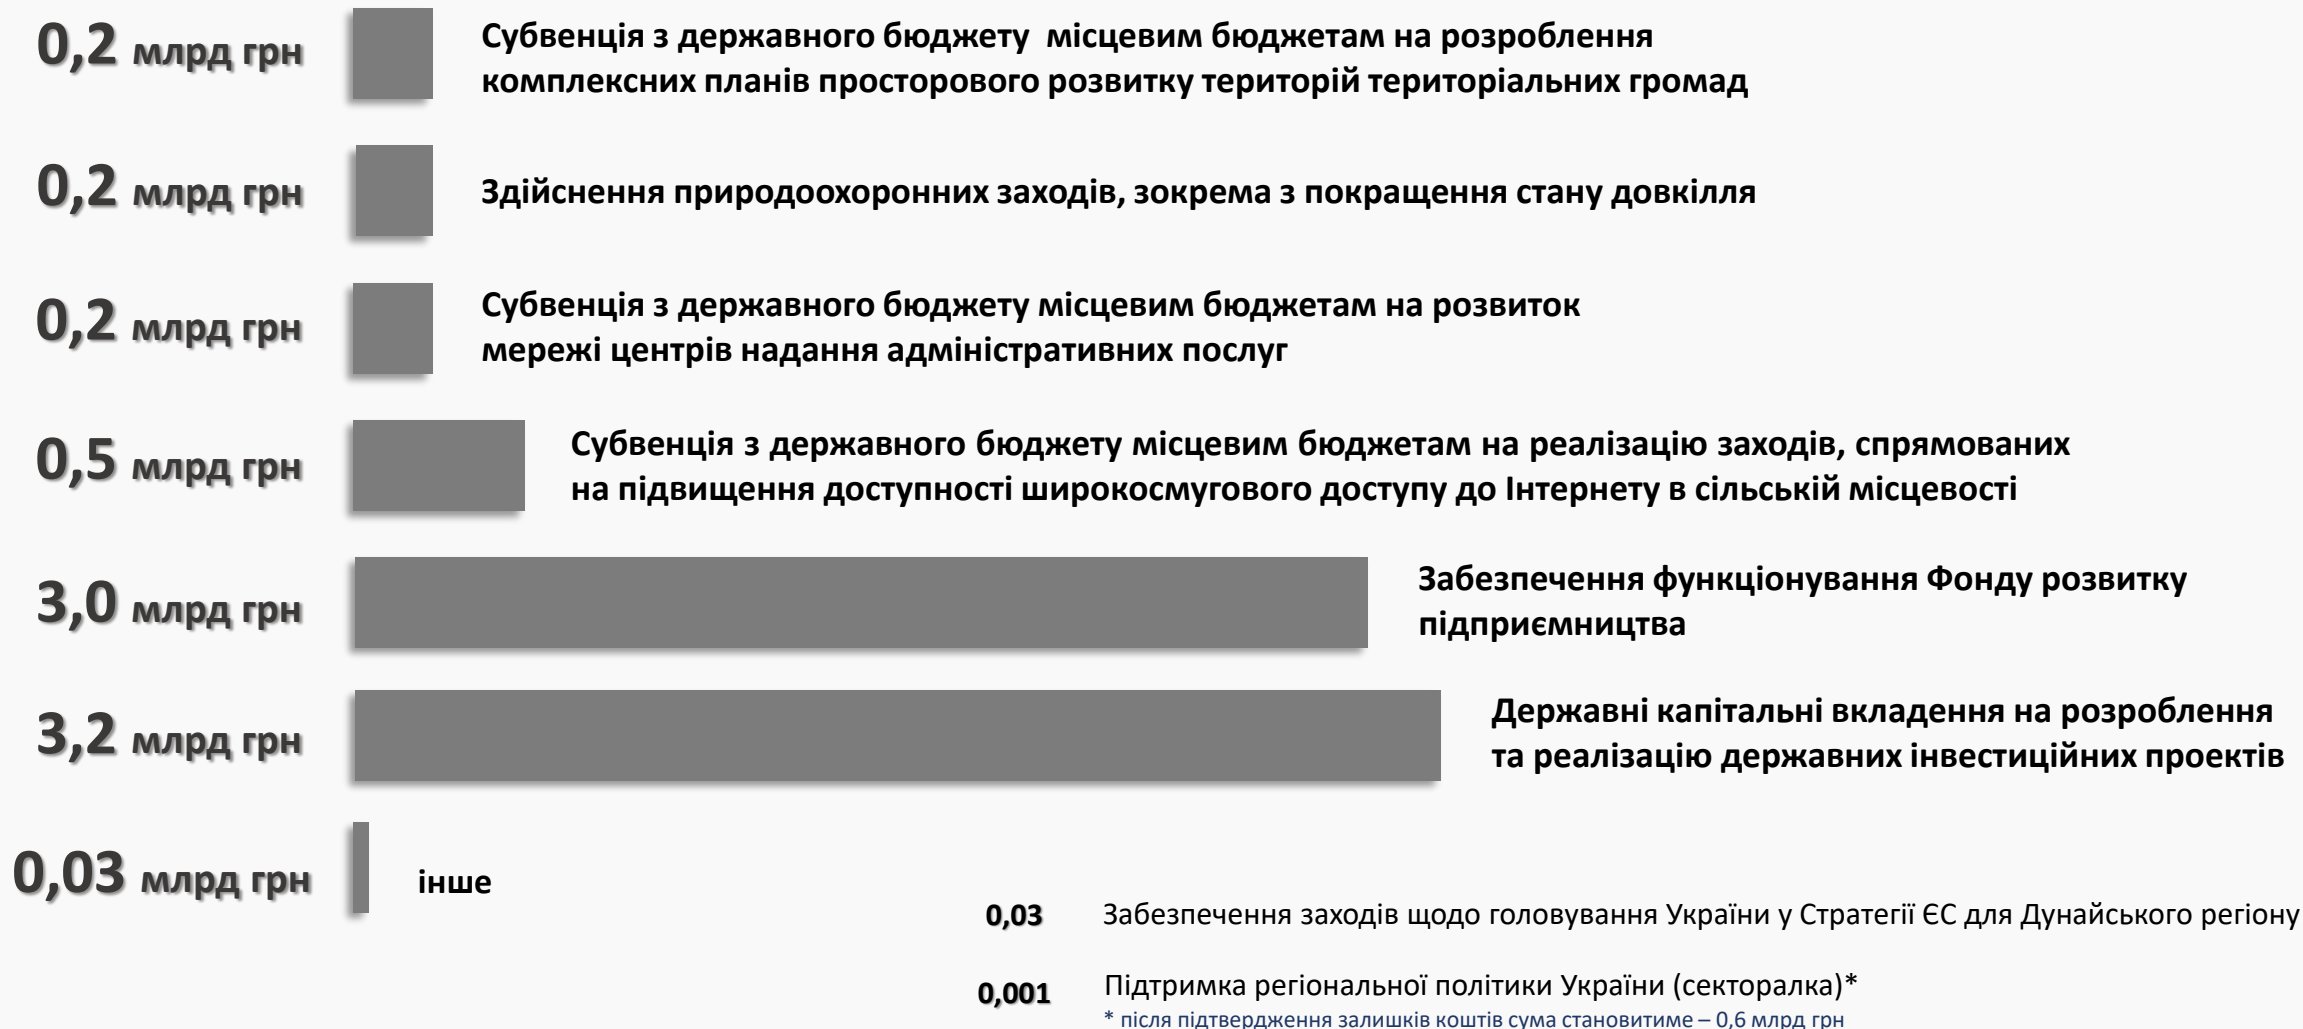 0,2 млрд грн
Субвенція з державного бюджету місцевим бюджетам на розроблення
комплексних планів просторового розвитку територій територіальних громад
0,2 млрд грн
Здійснення природоохоронних заходів, зокрема з покращення стану довкілля
0,2 млрд грн
Субвенція з державного бюджету місцевим бюджетам на розвиток
мережі центрів надання адміністративних послуг
0,5 млрд грн
Субвенція з державного бюджету місцевим бюджетам на реалізацію заходів, спрямованих
на підвищення доступності широкосмугового доступу до Інтернету в сільській місцевості
3,0 млрд грн
Забезпечення функціонування Фонду розвитку
підприємництва
3,2 млрд грн
Державні капітальні вкладення на розроблення
та реалізацію державних інвестиційних проектів
0,03 млрд грн
інше
0,03 Забезпечення заходів щодо головування України у Стратегії ЄС для Дунайського регіону
0,001 Підтримка регіональної політики України (секторалка)*
* після підтвердження залишків коштів сума становитиме – 0,6 млрд грн